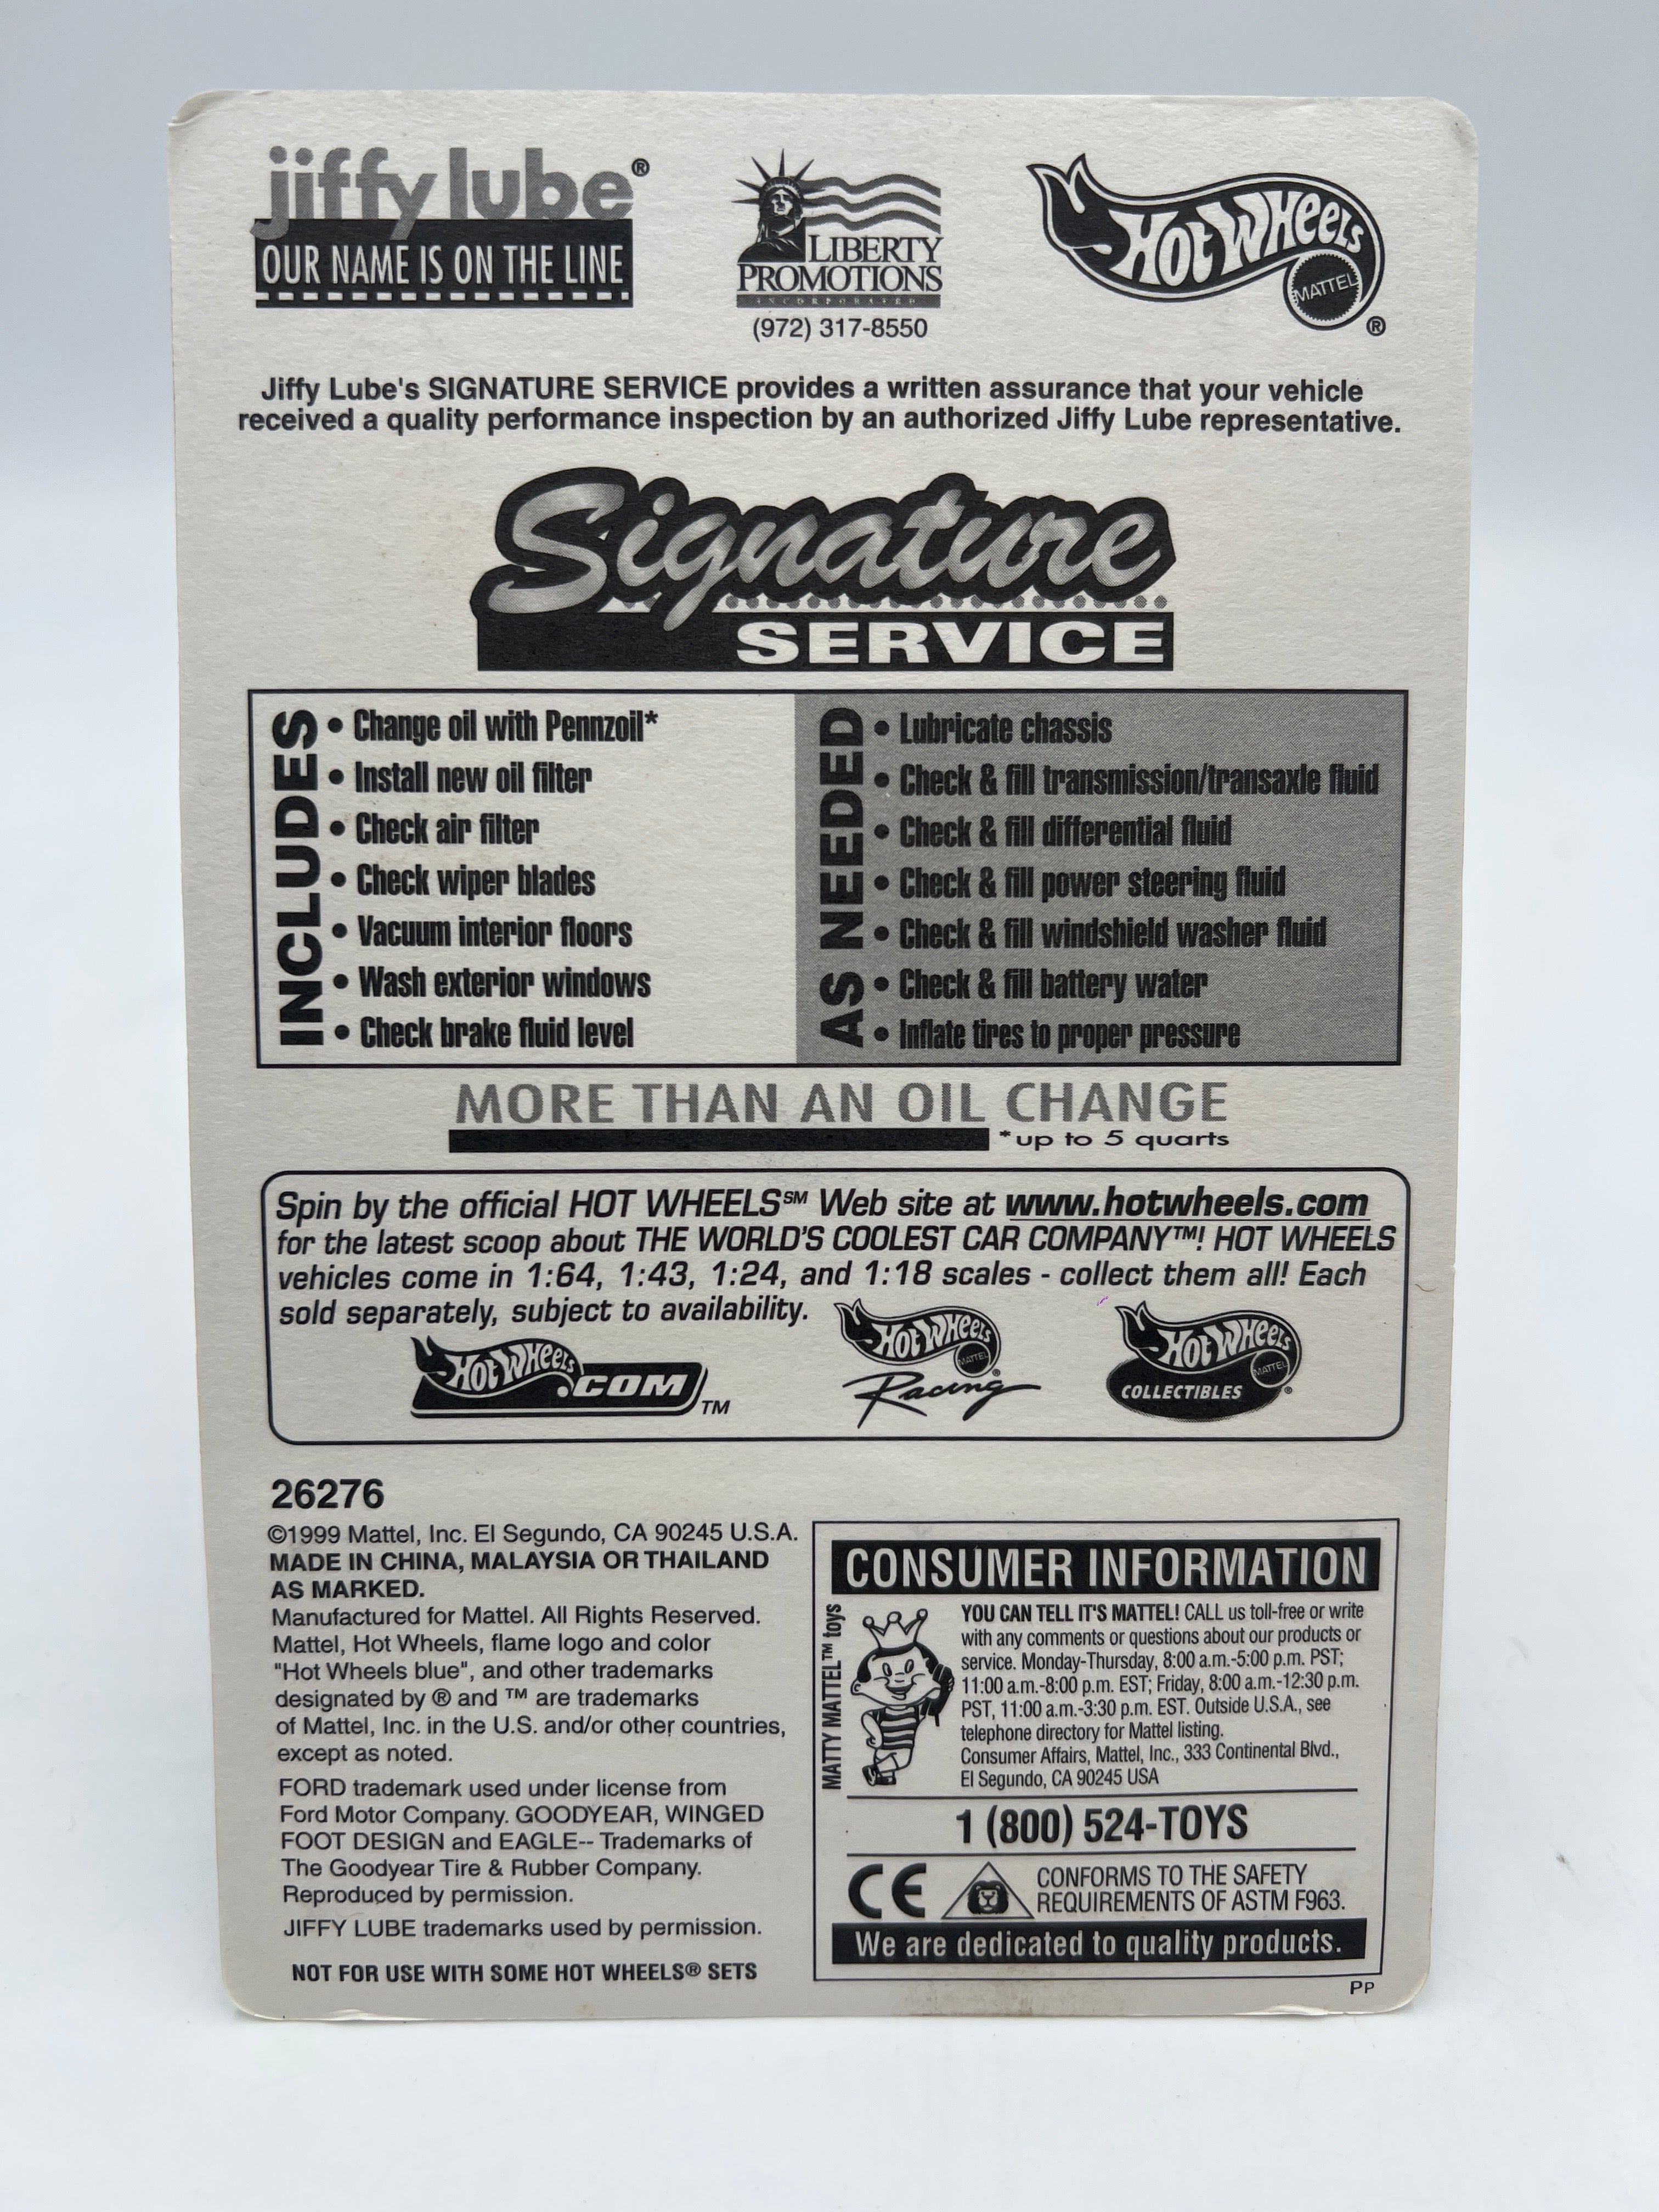 jiffy lube®
OUR NAME IS ON THE LINE
LIBERTY
PROMOTIONS
INCORPORATED
(972) 317-8550
HOT WHEELS
MATTEL
®
Jiffy Lube's SIGNATURE SERVICE provides a written assurance that your vehicle
received a quality performance inspection by an authorized Jiffy Lube representative.
Signature
SERVICE
INCLUDES
• Change oil with Pennzoil*
• Install new oil filter
• Check air filter
• Check wiper blades
• Vacuum interior floors
• Wash exterior windows
• Check brake fluid level
AS NEEDED
• Lubricate chassis
• Check & fill transmission/transaxle fluid
• Check & fill differential fluid
• Check & fill power steering fluid
• Check & fill windshield washer fluid
• Check & fill battery water
• Inflate tires to proper pressure
MORE THAN AN OIL CHANGE
*up to 5 quarts
Spin by the official HOT WHEELS℠ Web site at www.hotwheels.com
for the latest scoop about THE WORLD'S COOLEST CAR COMPANY™! HOT WHEELS
vehicles come in 1:64, 1:43, 1:24, and 1:18 scales - collect them all! Each
sold separately, subject to availability.
HOT WHEELS
.COM ™
HOT WHEELS
MATTEL
®
Racing
HOT WHEELS
MATTEL
COLLECTIBLES ®
26276
©1999 Mattel, Inc. El Segundo, CA 90245 U.S.A.
MADE IN CHINA, MALAYSIA OR THAILAND
AS MARKED.
Manufactured for Mattel. All Rights Reserved.
Mattel, Hot Wheels, flame logo and color
"Hot Wheels blue", and other trademarks
designated by ® and ™ are trademarks
of Mattel, Inc. in the U.S. and/or other countries,
except as noted.
FORD trademark used under license from
Ford Motor Company. GOODYEAR, WINGED
FOOT DESIGN and EAGLE-- Trademarks of
The Goodyear Tire & Rubber Company.
Reproduced by permission.
JIFFY LUBE trademarks used by permission.
NOT FOR USE WITH SOME HOT WHEELS® SETS
CONSUMER INFORMATION
MATTY MATTEL™ toys
YOU CAN TELL IT'S MATTEL! CALL us toll-free or write
with any comments or questions about our products or
service. Monday-Thursday, 8:00 a.m.-5:00 p.m. PST;
11:00 a.m.-8:00 p.m. EST; Friday, 8:00 a.m.-12:30 p.m.
PST, 11:00 a.m.-3:30 p.m. EST. Outside U.S.A., see
telephone directory for Mattel listing.
Consumer Affairs, Mattel, Inc., 333 Continental Blvd.,
El Segundo, CA 90245 USA
1 (800) 524-TOYS
CE
CONFORMS TO THE SAFETY
REQUIREMENTS OF ASTM F963.
We are dedicated to quality products.
PP